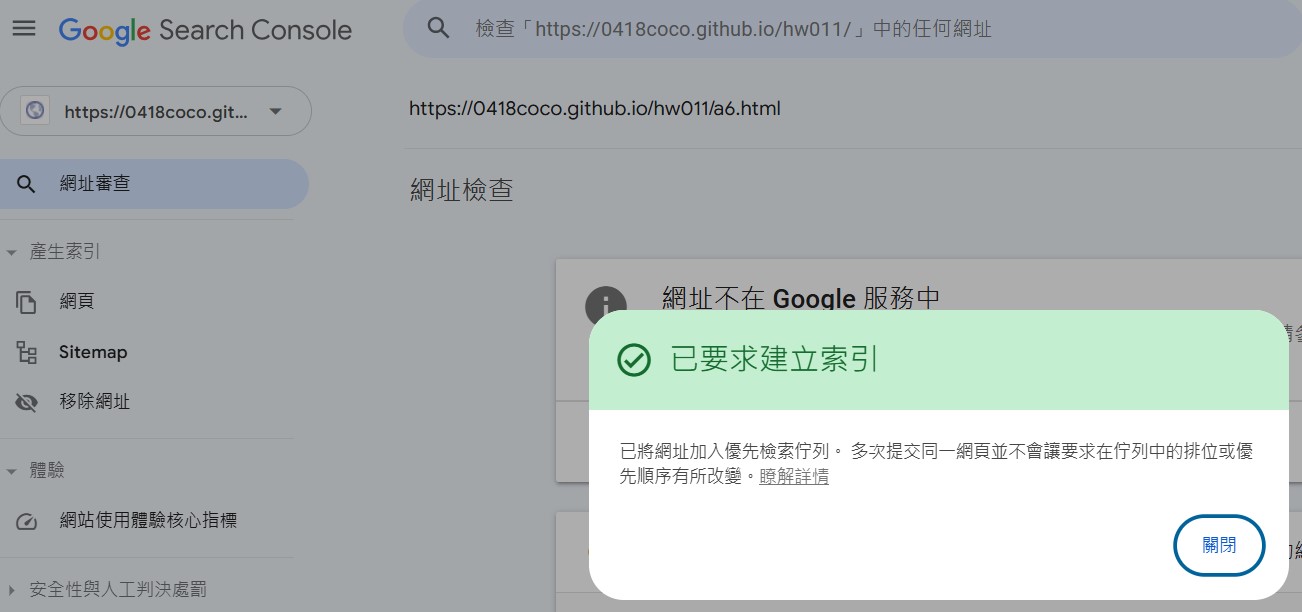 Google Search Console
檢查「https://0418coco.github.io/hw011/」中的任何網址
https://0418coco.git...
https://0418coco.github.io/hw011/a6.html
網址審查
網址檢查
產生索引
網頁
Sitemap
移除網址
體驗
網站使用體驗核心指標
安全性與人工判決處罰
網址不在 Google 服務中
已要求建立索引
已將網址加入優先檢索佇列。 多次提交同一網頁並不會讓要求在佇列中的排位或優
先順序有所改變。瞭解詳情
關閉